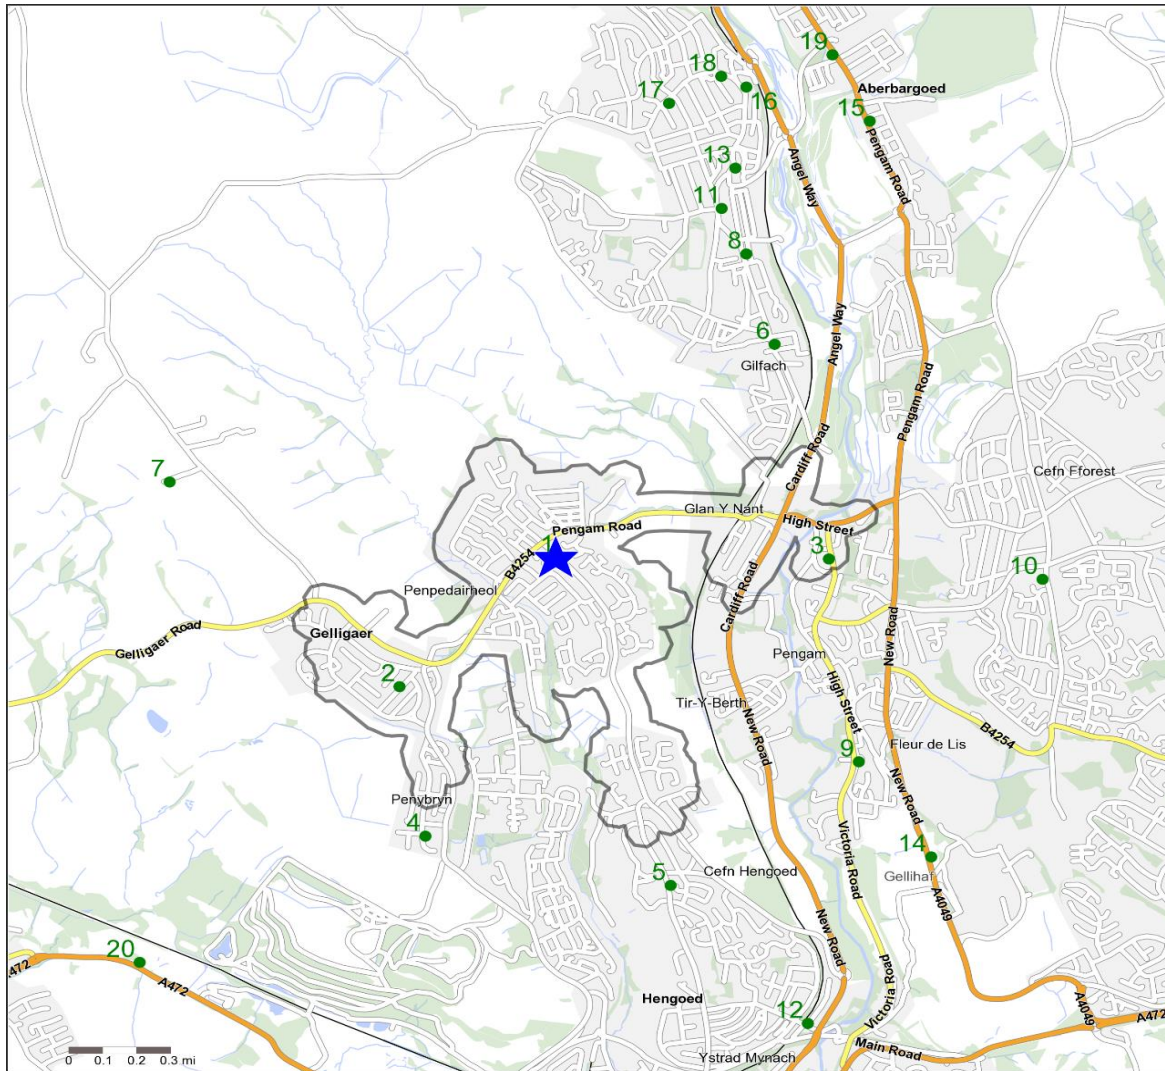 19
18
Aberbargoed
17
16
15
13
Angel Way
Pengam Road
11
8
6
Angel Way
Gilfach
Pengam Road
7
Cefn Fforest
Cardiff Road
Glan Y Nant
High Street
Pengam Road
1
3
B4254
10
Penpedairheol
Cardiff Road
Gelligaer Road
Gelligaer
New Road
Pengam
2
High Street
Tir-Y-Berth
New Road
B4254
Fleur de Lis
9
New Road
Penybryn
4
Victoria Road
14
Cefn Hengoed
Gellihaf
5
A4049
New Road
20
A472
A472
Victoria Road
Hengoed
12
A4049
A472
Main Road
Ystrad Mynach
0 0.1 0.2 0.3 mi